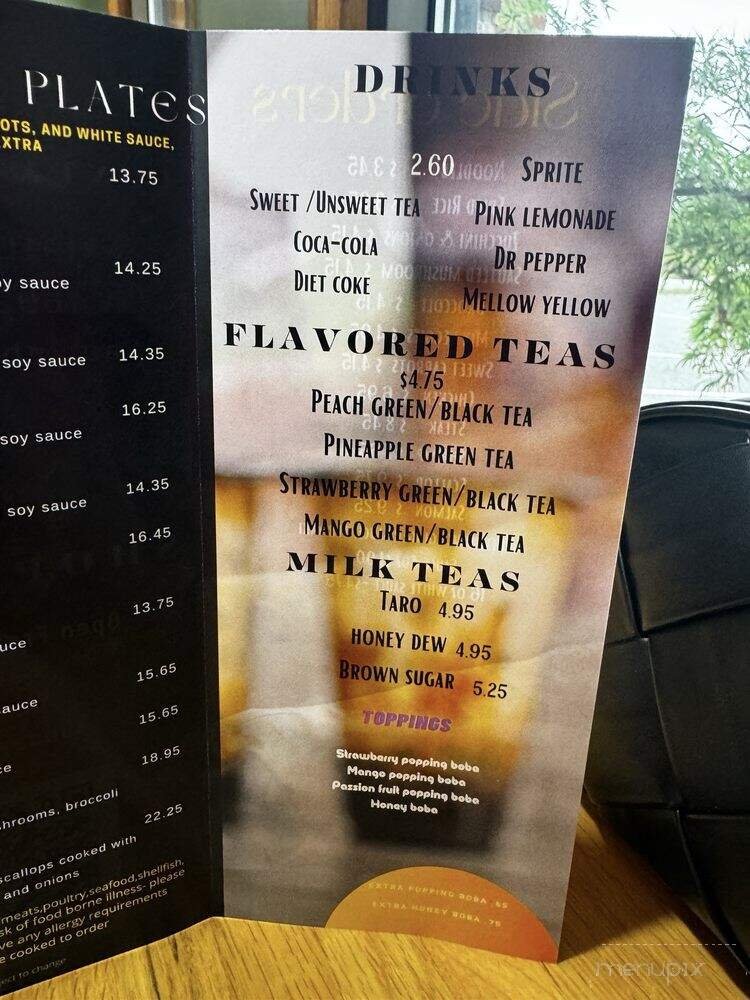 PLATES
OTS, AND WHITE SAUCE,
EXTRA
13.75
14.25
oy sauce
soy sauce 14.35
16.25
soy sauce
14.35
soy sauce
16.45
13.75
uce
15.65
auce
15.65
ce
18.95
shrooms, broccoli
22.25
scallops cooked with
and onions
meats,poultry,seafood,shellfish,
sk of food borne illness- please
ve any allergy requirements
e cooked to order
ject to change
DRINKS
2.60 SPRITE
SWEET /UNSWEET TEA PINK LEMONADE
COCA-COLA DR PEPPER
DIET COKE MELLOW YELLOW
FLAVORED TEAS
$4.75
PEACH GREEN/BLACK TEA
PINEAPPLE GREEN TEA
STRAWBERRY GREEN/BLACK TEA
MANGO GREEN/BLACK TEA
MILK TEAS
TARO 4.95
HONEY DEW 4.95
BROWN SUGAR 5.25
TOPPINGS
Strawberry popping boba
Mango popping boba
Passion fruit popping boba
Honey boba
EXTRA POPPING BOBA .65
EXTRA HONEY BOBA .75
menupix